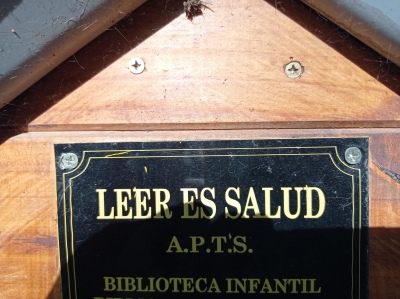 LEER ES SALUD
A.P.T.S.
BIBLIOTECA INFANTIL